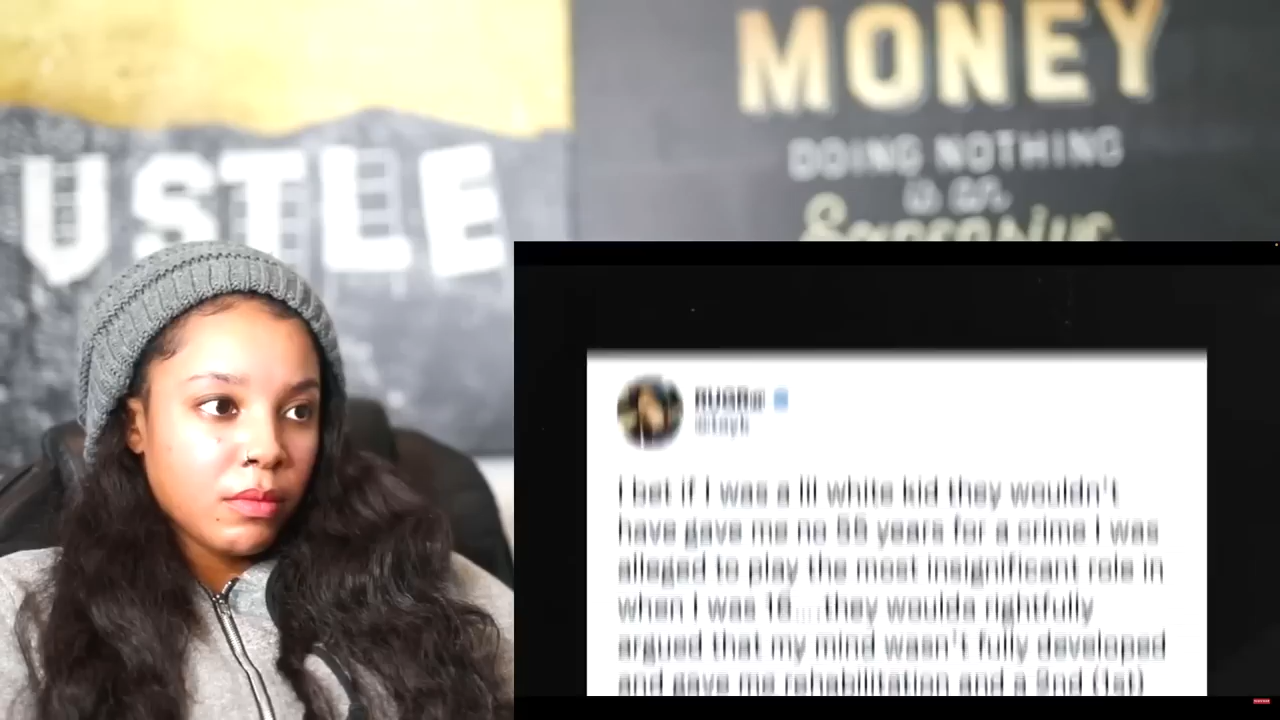 MONEY
DOING NOTHING
USTLE
I bet if I was a lil white kid they wouldn't
have gave me no 55 years for a crime I was
alleged to play the most insignificant role in
when I was 16....they woulda rightfully
argued that my mind wasn't fully developed
and gave me rehabilitation and a 2nd (1st)